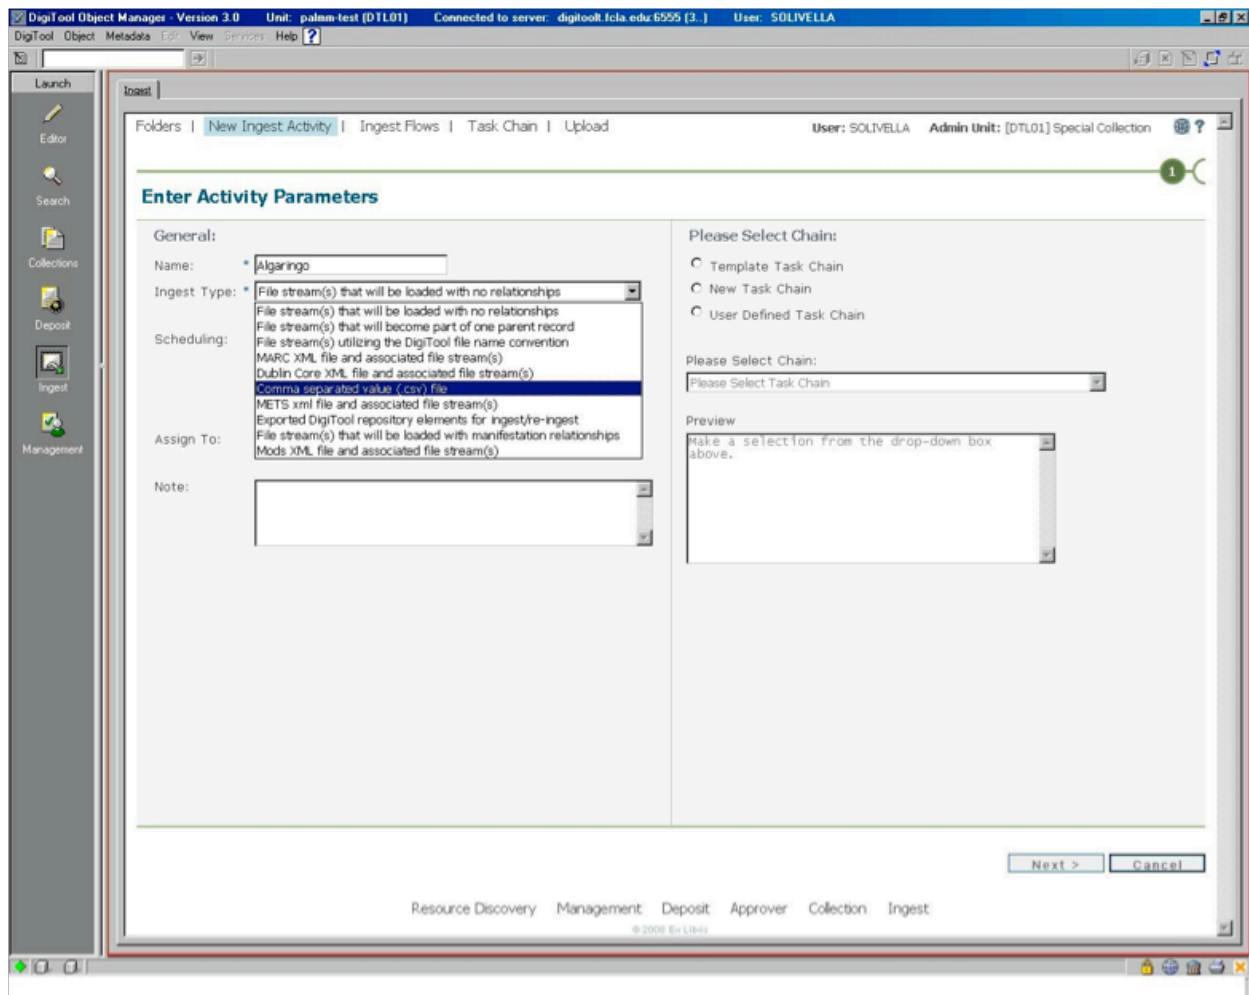 DigiTool Object Manager - Version 3.0 Unit: palmm-test (DTL01) Connected to server: digitoolt.fcla.edu:6555 (3..) User: SOLIVELLA
DigiTool Object Metadata Edit View Services Help ?
Launch
Editor
Search
Collections
Deposit
Ingest
Management
Ingest
Folders | New Ingest Activity | Ingest Flows | Task Chain | Upload
User: SOLIVELLA Admin Unit: [DTL01] Special Collection ?
1
Enter Activity Parameters
General:
Name: * Algaringo
Ingest Type: * File stream(s) that will be loaded with no relationships
File stream(s) that will be loaded with no relationships
File stream(s) that will become part of one parent record
File stream(s) utilizing the DigiTool file name convention
MARC XML file and associated file stream(s)
Dublin Core XML file and associated file stream(s)
Comma separated value (.csv) file
METS xml file and associated file stream(s)
Exported DigiTool repository elements for ingest/re-ingest
File stream(s) that will be loaded with manifestation relationships
Mods XML file and associated file stream(s)
Scheduling:
Assign To:
Note:
Please Select Chain:
Template Task Chain
New Task Chain
User Defined Task Chain
Please Select Chain:
Please Select Task Chain
Preview
Make a selection from the drop-down box
above.
Next > Cancel
Resource Discovery Management Deposit Approver Collection Ingest
© 2008 Ex Libris